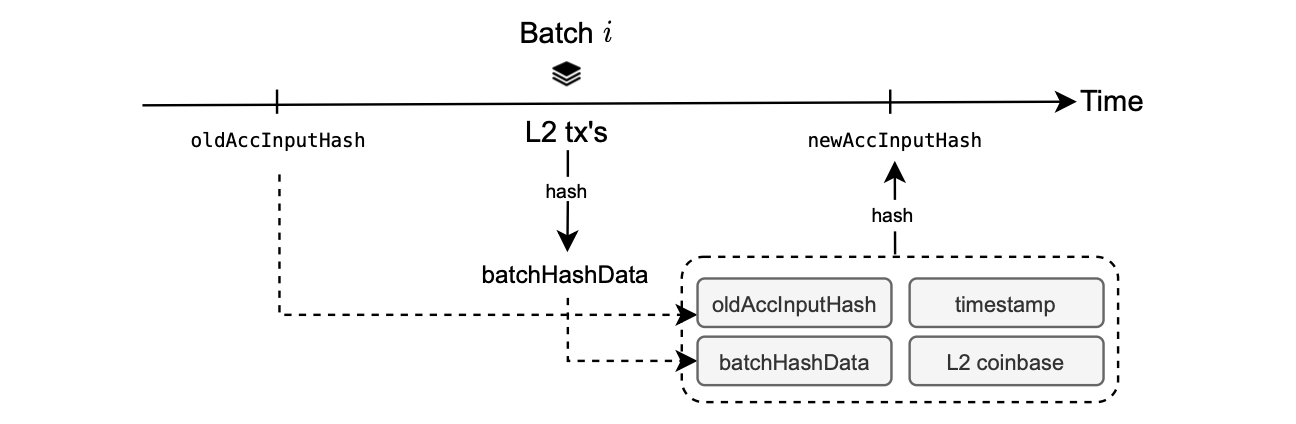 Batch i
Time
oldAccInputHash
L2 tx's
newAccInputHash
hash
hash
batchHashData
oldAccInputHash
timestamp
batchHashData
L2 coinbase